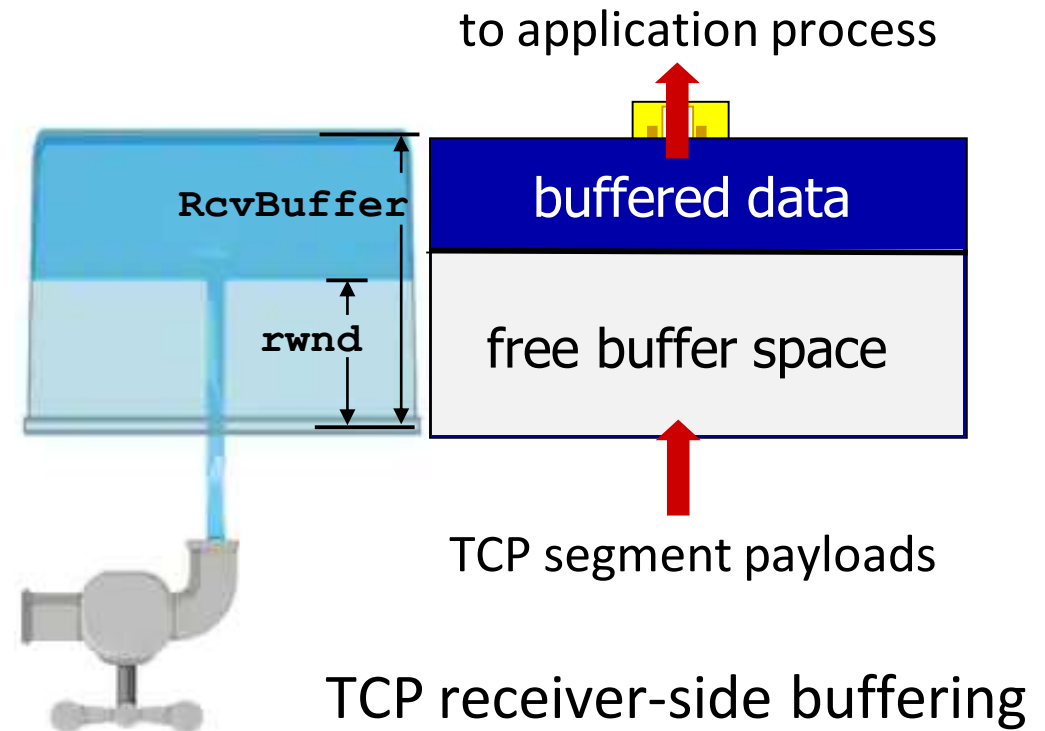 to application process
RcvBuffer
buffered data
rwnd
free buffer space
TCP segment payloads
TCP receiver-side buffering